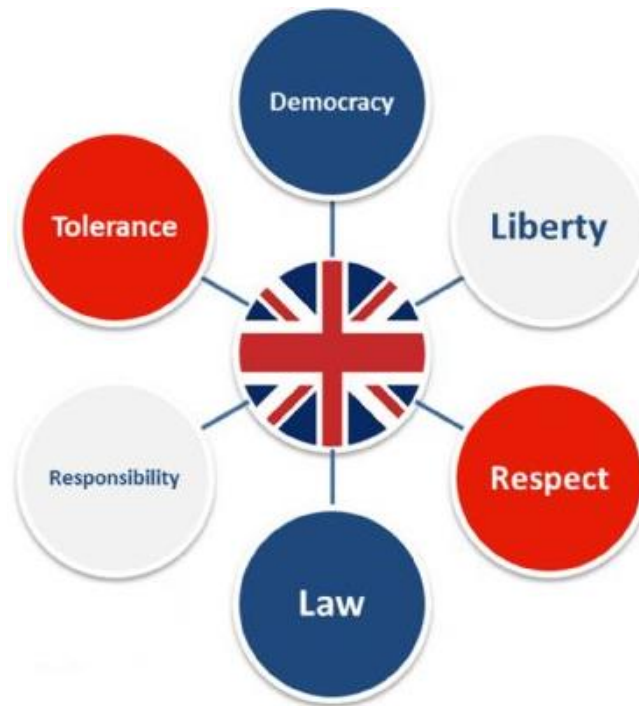 Democracy
Tolerance
Liberty
Responsibility
Respect
Law